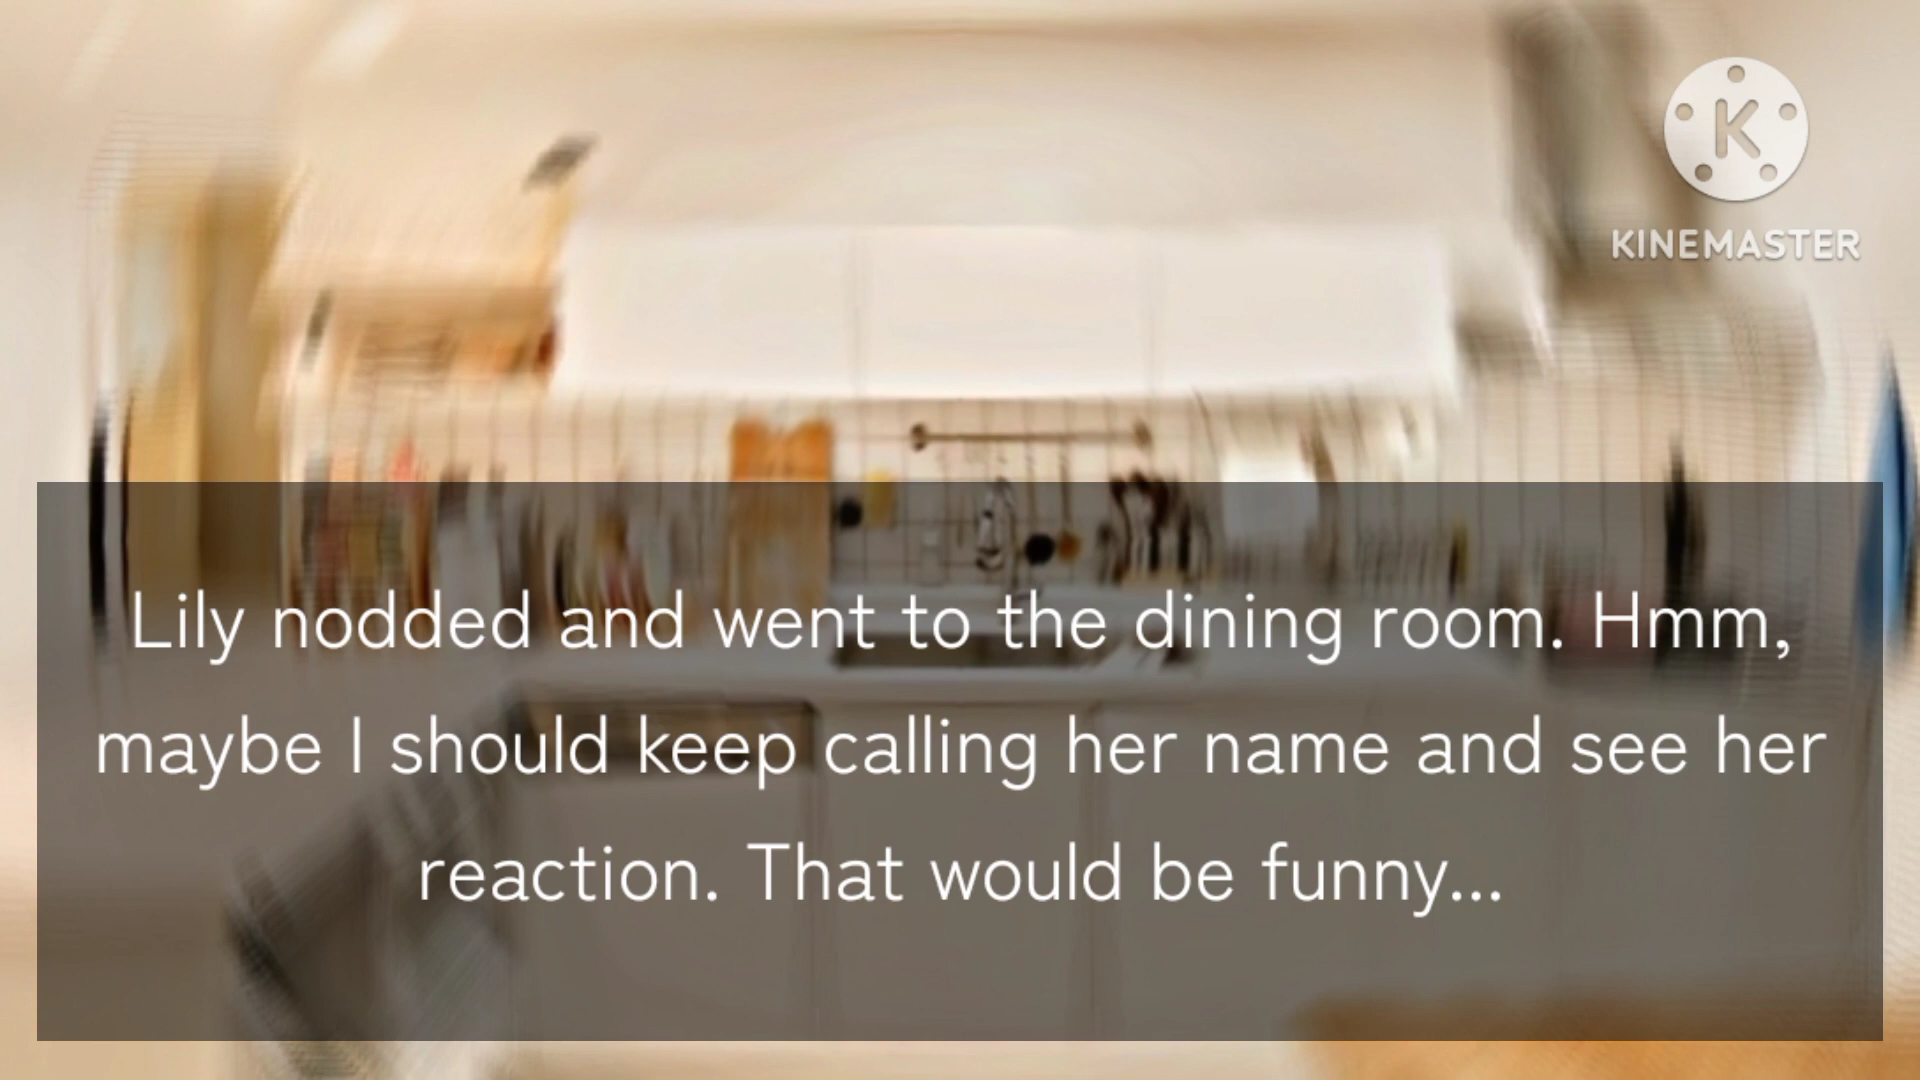 K
KINEMASTER
Lily nodded and went to the dining room. Hmm,
maybe I should keep calling her name and see her
reaction. That would be funny...